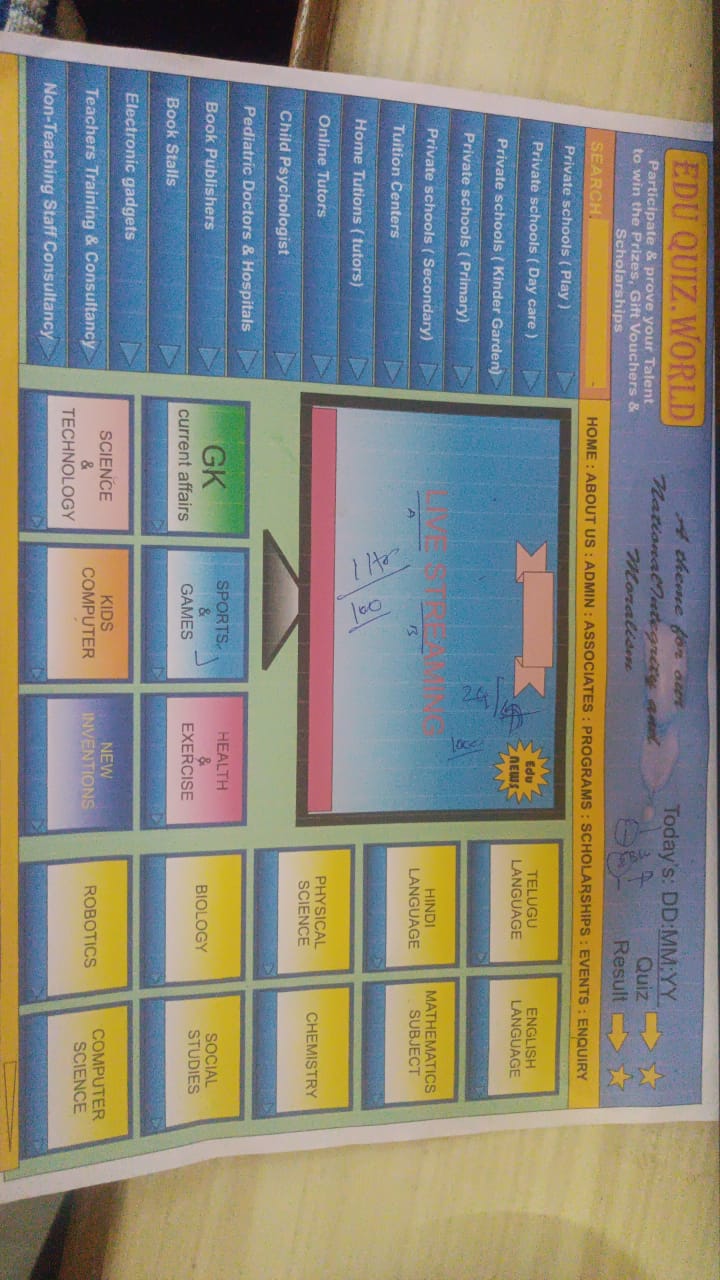 EDU QUIZ.WORLD
Participate & prove your Talent
to win the Prizes, Gift Vouchers &
Scholarships
A theme for our
NationalIntegrity and
Moralism
Today's: DD:MM;YY
Quiz
Result
SEARCH
HOME : ABOUT US : ADMIN : ASSOCIATES : PROGRAMS : SCHOLARSHIPS : EVENTS : ENQUIRY
Private schools ( Play )
Private schools ( Day care )
Private schools ( Kinder Garden)
Private schools ( Primary)
Private schools ( Secondary)
Tuition Centers
Home Tutions ( tutors)
Online Tutors
Child Psychologist
Pediatric Doctors & Hospitals
Book Publishers
Book Stalls
Electronic gadgets
Teachers Training & Consultancy
Non-Teaching Staff Consultancy
Edu
NEWS
LIVE STREAMING
A
B
160
GK
current affairs
SPORTS
&
GAMES
HEALTH
&
EXERCISE
SCIENCE
&
TECHNOLOGY
KIDS
COMPUTER
NEW
INVENTIONS
TELUGU
LANGUAGE
ENGLISH
LANGUAGE
HINDI
LANGUAGE
MATHEMATICS
SUBJECT
PHYSICAL
SCIENCE
CHEMISTRY
BIOLOGY
SOCIAL
STUDIES
ROBOTICS
COMPUTER
SCIENCE